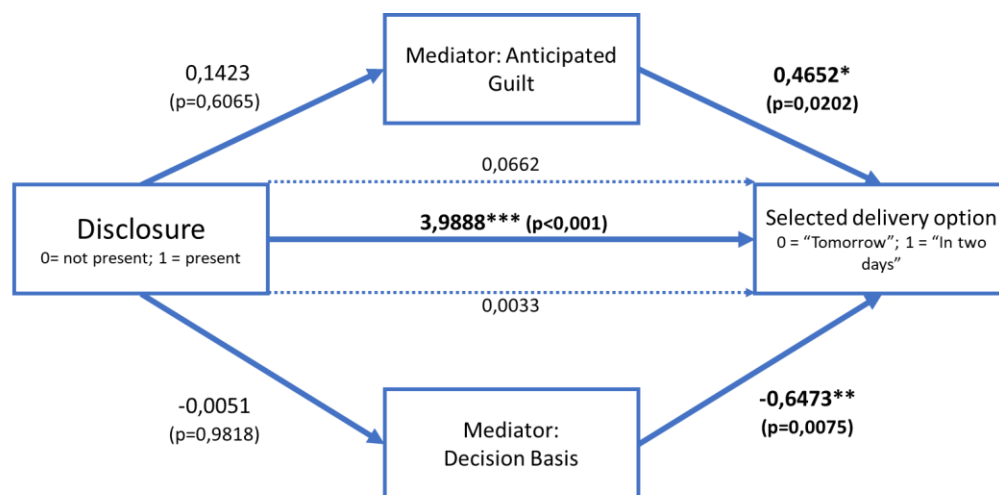 Mediator: Anticipated
Guilt
0,1423
(p=0,6065)
0,4652*
(p=0,0202)
0,0662
Disclosure
0= not present; 1 = present
3,9888*** (p<0,001)
Selected delivery option
0 = “Tomorrow”; 1 = “In two
days”
0,0033
-0,0051
(p=0,9818)
-0,6473**
(p=0,0075)
Mediator:
Decision Basis